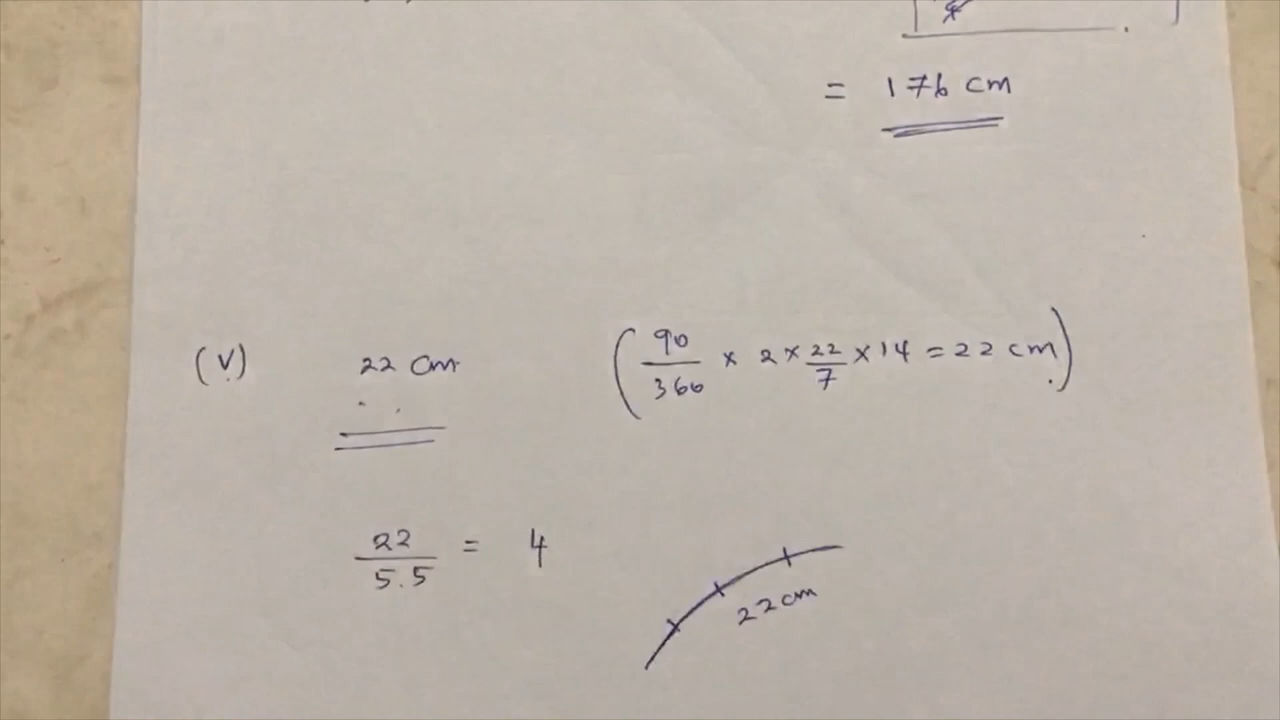 = 176 cm
(V) 22 cm (90/360 × 2 × 22/7 × 14 = 22 cm)
22/5.5 = 4
22 cm